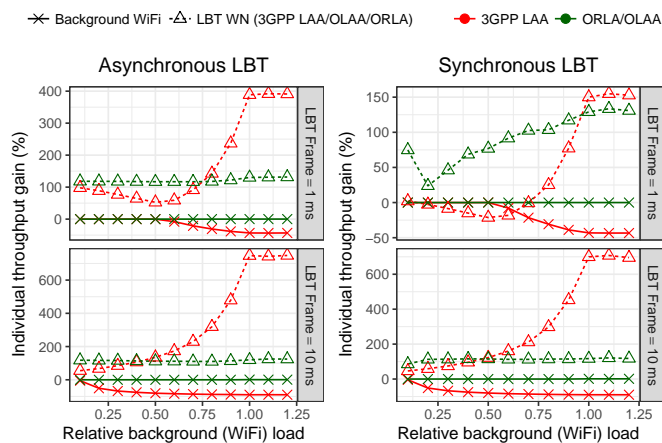 Background WiFi LBT WN (3GPP LAA/OLAA/ORLA) 3GPP LAA ORLA/OLAA
Asynchronous LBT
Synchronous LBT
Individual throughput gain (%)
400
300
200
100
0
LBT Frame = 1 ms
600
400
200
0
LBT Frame = 10 ms
0.25 0.50 0.75 1.00 1.25
Relative background (WiFi) load
Individual throughput gain (%)
150
100
50
0
−50
LBT Frame = 1 ms
600
400
200
0
LBT Frame = 10 ms
0.25 0.50 0.75 1.00 1.25
Relative background (WiFi) load